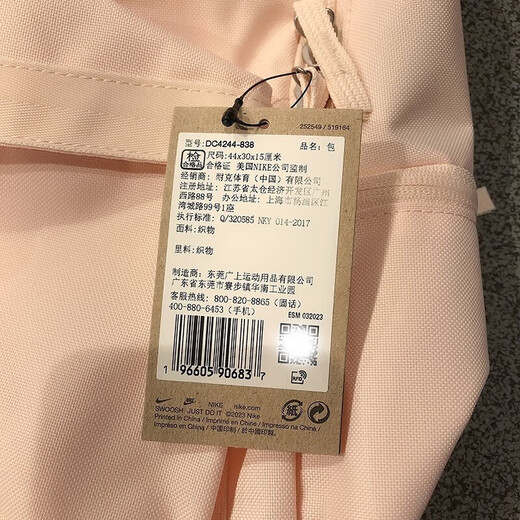 252549 / 519164
型号: DC4244-838 品名: 包
检 尺码: 44x30x15厘米
合格品 合格证 美国NIKE公司监制
经销商: 耐克体育（中国）有限公司
注册地址: 江苏省太仓经济开发区广州
西路88号 办公地址: 上海市杨浦区江
湾城路99号1座
执行标准: Q/320585 NKY 014-2017
面料: 织物
里料: 织物
制造商: 东莞广上运动用品有限公司
广东省东莞市寮步镇华南工业园
客服热线: 800-820-8865（固话）
400-880-6453（手机）
ESM 032023
1 96605 90683 7
RFID
NIKE nike.com
SWOOSH JUST DO IT ©2023 Nike
Printed in China / Imprimé en Chine / Impresso na China / Impreso
en China / 中国印刷 / 於中國印製.
紙